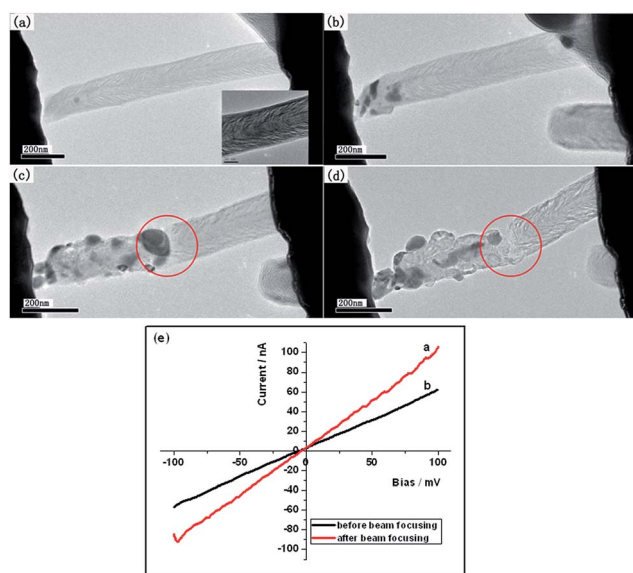 (a)
200nm
(b)
200nm
(c)
200nm
(d)
200nm
(e)
Current / nA
100
80
60
40
20
0
-20
-40
-60
-80
-100
-100
-50
0
50
100
Bias / mV
a
b
before beam focusing
after beam focusing